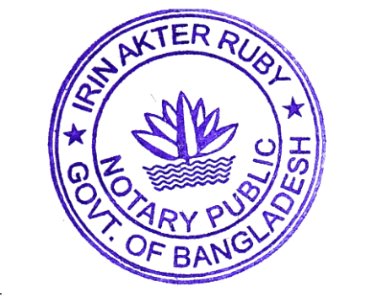 IRIN AKTER RUBY
NOTARY PUBLIC
GOVT. OF BANGLADESH